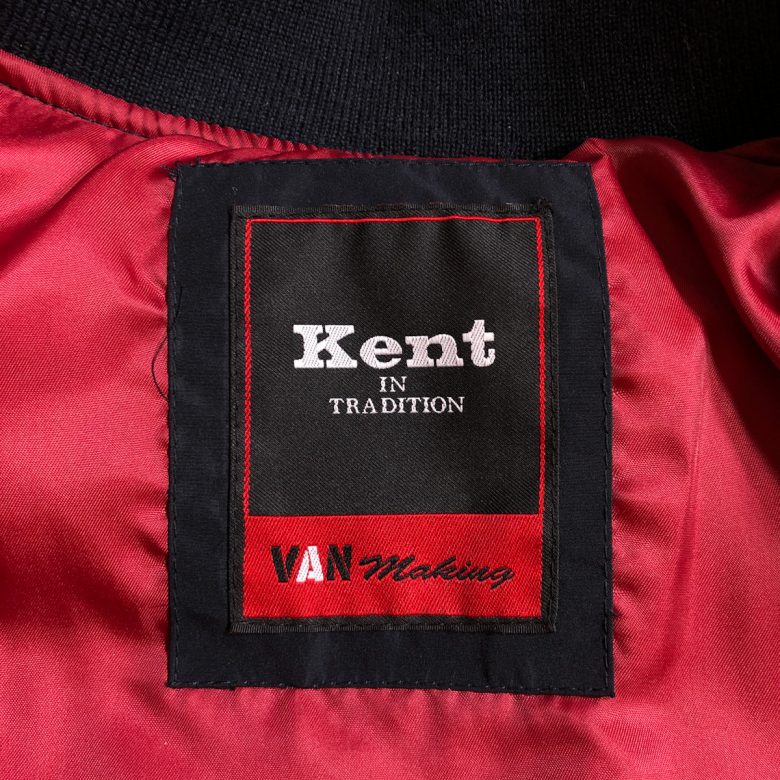 Kent
IN
TRADITION
VAN Making